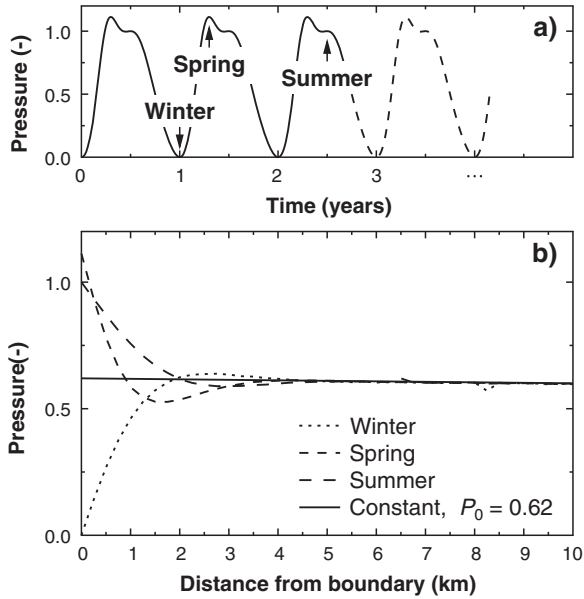 a)
Pressure (-)
1.0
0.5
0.0
Spring
Summer
Winter
0 1 2 3 ...
Time (years)
b)
Pressure(-)
1.0
0.5
0.0
Winter
Spring
Summer
Constant, P0 = 0.62
0 1 2 3 4 5 6 7 8 9 10
Distance from boundary (km)